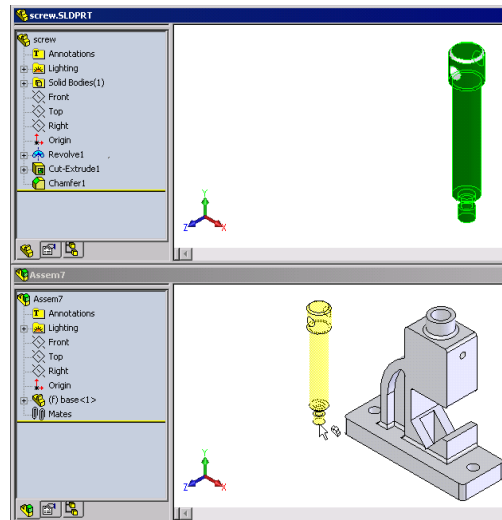 screw.SLDPRT
screw
Annotations
Lighting
Solid Bodies(1)
Front
Top
Right
Origin
Revolve1
Cut-Extrude1
Chamfer1
Y
Z
X
Assem7
Assem7
Annotations
Lighting
Front
Top
Right
Origin
(f) base<1>
Mates
Y
Z
X